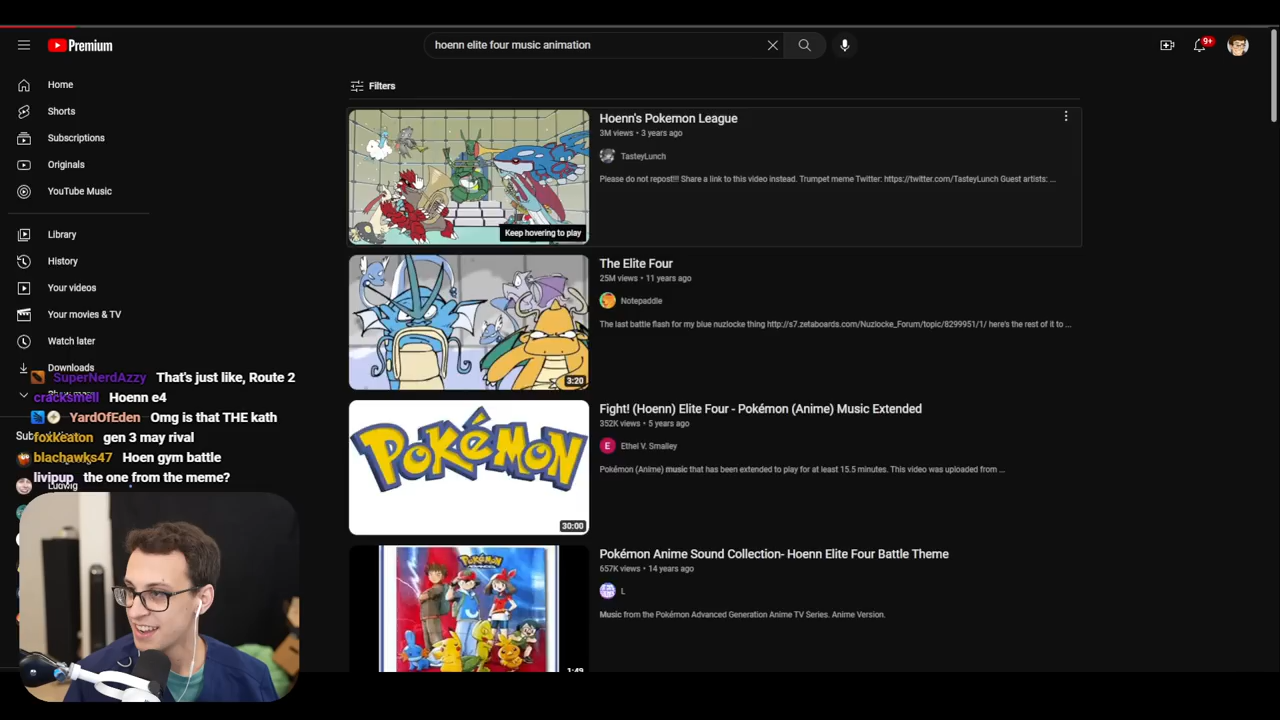 Premium
hoenn elite four music animation
9+
Home
Shorts
Subscriptions
Originals
YouTube Music
Library
History
Your videos
Your movies & TV
Watch later
Downloads
Filters
Keep hovering to play
Hoenn's Pokemon League
3M views • 3 years ago
TasteyLunch
Please do not repost!!! Share a link to this video instead. Trumpet meme Twitter: https://twitter.com/TasteyLunch Guest artists: ...
3:20
The Elite Four
25M views • 11 years ago
Notepaddle
The last battle flash for my blue nuzlocke thing http://s7.zetaboards.com/Nuzlocke_Forum/topic/8299951/1/ here's the rest of it to ...
POKéMON
30:00
Fight! (Hoenn) Elite Four - Pokémon (Anime) Music Extended
352K views • 5 years ago
E
Ethel V. Smalley
Pokémon (Anime) music that has been extended to play for at least 15.5 minutes. This video was uploaded from ...
POKéMON
1:49
Pokémon Anime Sound Collection- Hoenn Elite Four Battle Theme
657K views • 14 years ago
L
Music from the Pokémon Advanced Generation Anime TV Series. Anime Version.
SuperNerdAzzy That's just like, Route 2
cracksmell Hoenn e4
YardOfEden Omg is that THE kath
foxkeaton gen 3 may rival
blachawks47 Hoen gym battle
livipup the one from the meme?
Ludwig